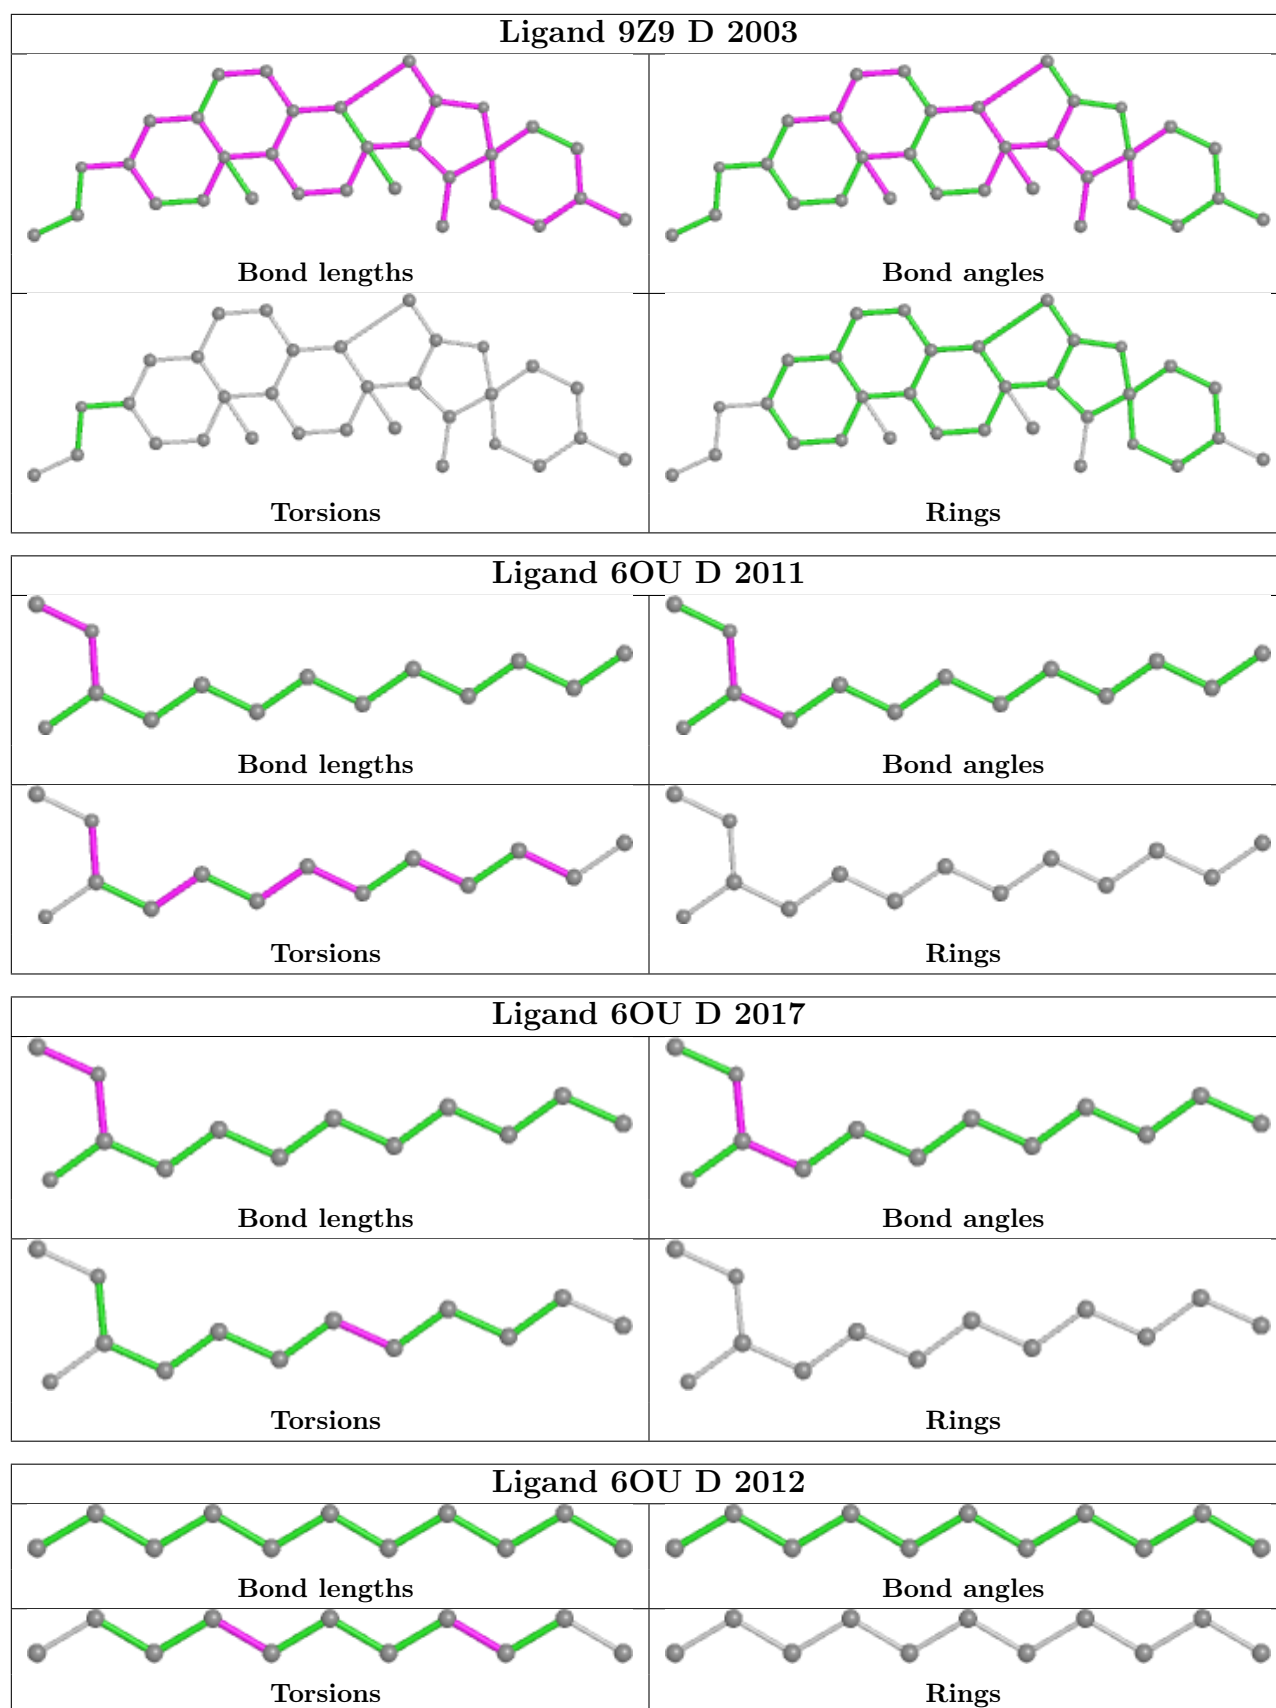 Ligand 9Z9 D 2003
Bond lengths
Bond angles
Torsions
Rings
Ligand 6OU D 2011
Bond lengths
Bond angles
Torsions
Rings
Ligand 6OU D 2017
Bond lengths
Bond angles
Torsions
Rings
Ligand 6OU D 2012
Bond lengths
Bond angles
Torsions
Rings